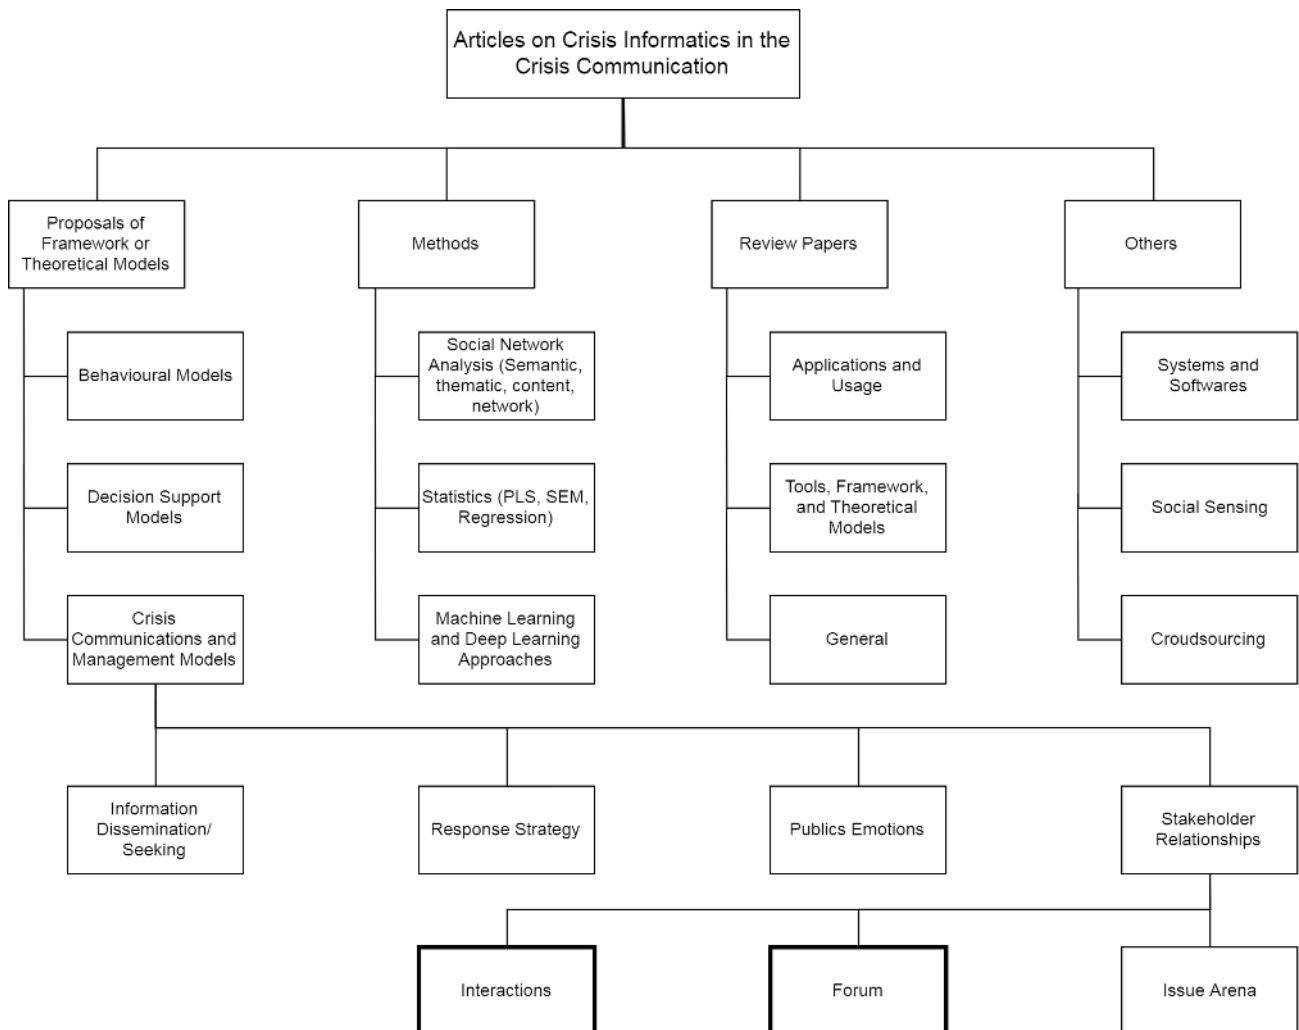 Articles on Crisis Informatics in the
Crisis Communication
Proposals of
Framework or
Theoretical Models
Methods
Review Papers
Others
Behavioural Models
Social Network
Analysis (Semantic,
thematic, content,
network)
Applications and
Usage
Systems and
Softwares
Decision Support
Models
Statistics (PLS, SEM,
Regression)
Tools, Framework,
and Theoretical
Models
Social Sensing
Crisis
Communications and
Management Models
Machine Learning
and Deep Learning
Approaches
General
Croudsourcing
Information
Dissemination/
Seeking
Response Strategy
Publics Emotions
Stakeholder
Relationships
Interactions
Forum
Issue Arena